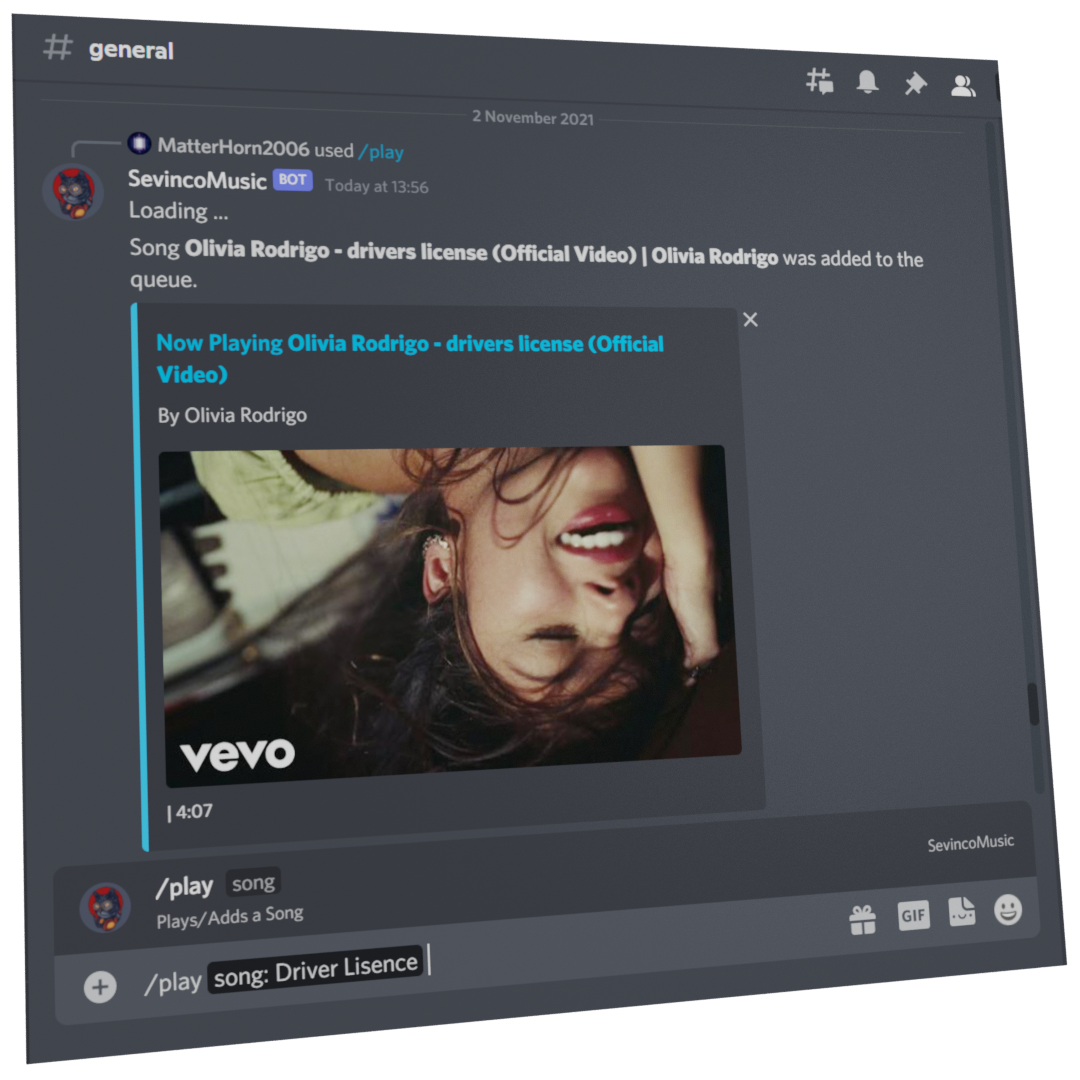 # general
2 November 2021
MatterHorn2006 used /play
SevincoMusic BOT Today at 13:56
Loading ...
Song Olivia Rodrigo - drivers license (Official Video) | Olivia Rodrigo was added to the
queue.
Now Playing Olivia Rodrigo - drivers license (Official
Video)
By Olivia Rodrigo
vevo
| 4:07
SevincoMusic
/play song
Plays/Adds a Song
GIF
/play song: Driver Lisence